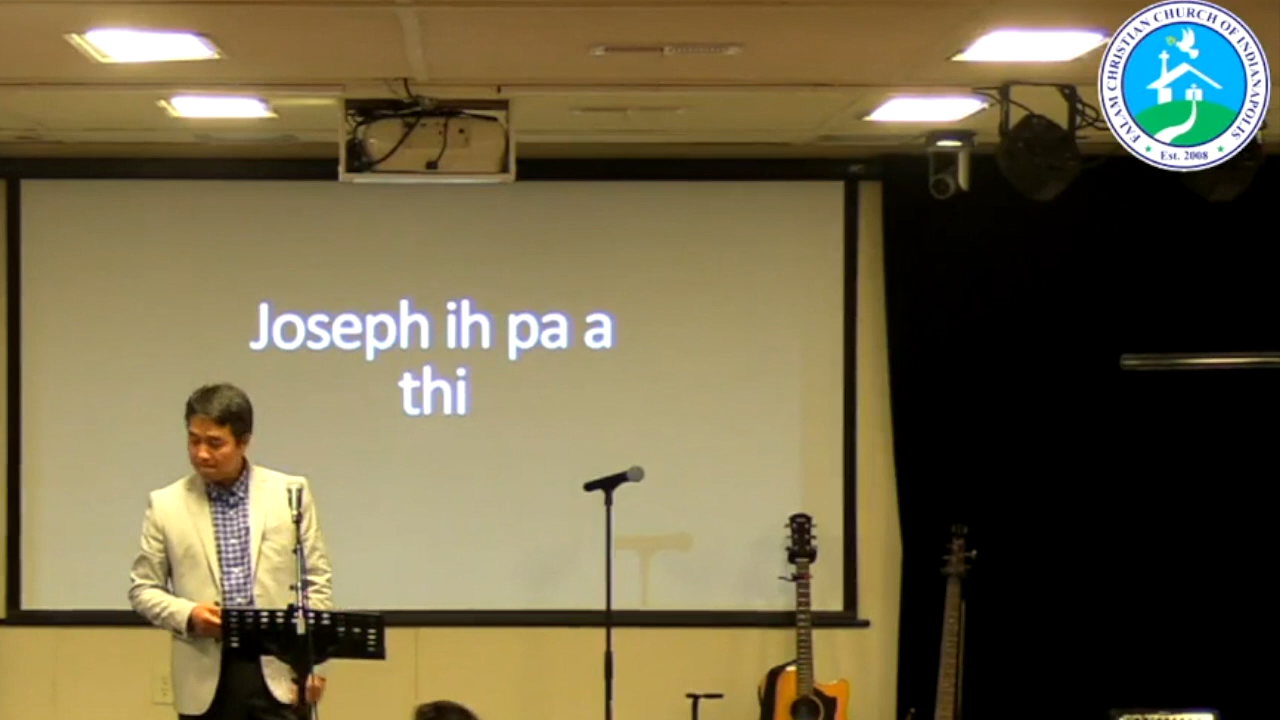 FALAM CHRISTIAN CHURCH OF INDIANAPOLIS
Est. 2008
Joseph ih pa a
thi